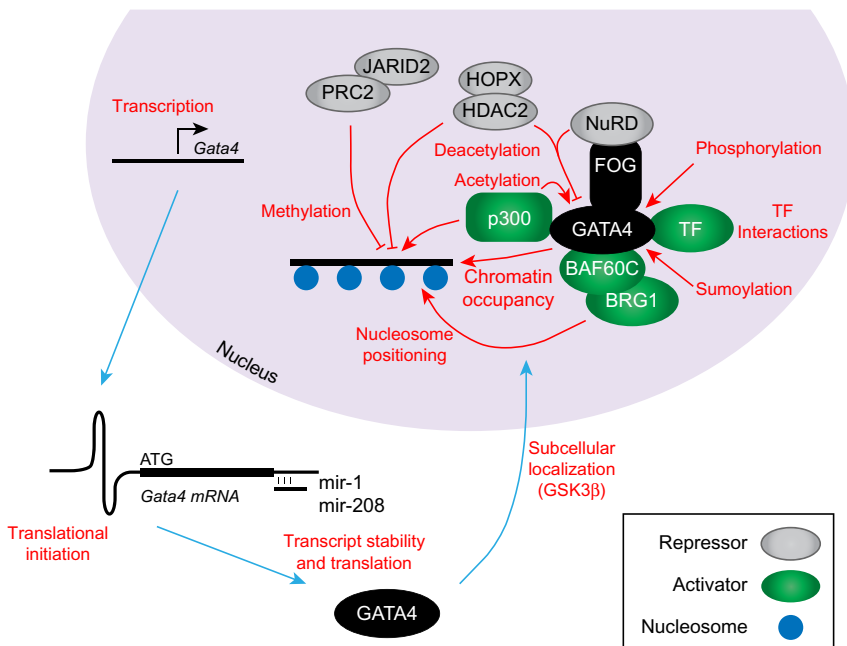 JARID2
PRC2
HOPX
HDAC2
NuRD
Transcription
Gata4
Deacetylation
FOG
Phosphorylation
Acetylation
Methylation
p300
GATA4
TF
TF
Interactions
BAF60C
Chromatin
occupancy
BRG1
Sumoylation
Nucleosome
positioning
Nucleus
ATG
Gata4 mRNA
mir-1
mir-208
Subcellular
localization
(GSK3β)
Translational
initiation
Transcript stability
and translation
GATA4
Repressor
Activator
Nucleosome